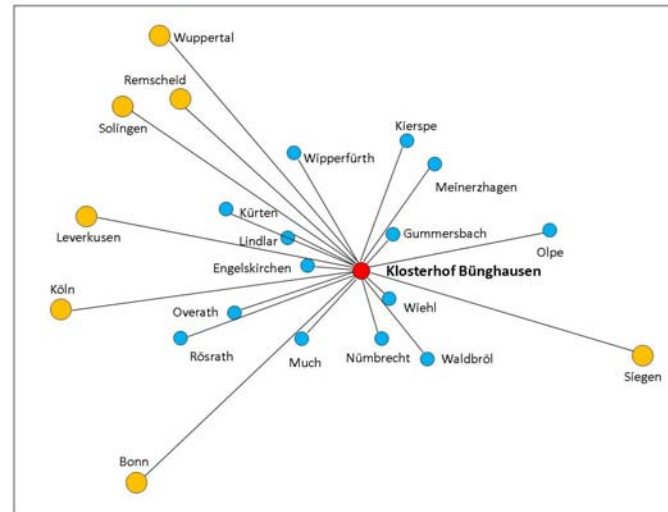 Wuppertal
Remscheid
Solingen
Kierspe
Wipperfürth
Meinerzhagen
Kürten
Leverkusen
Lindlar
Gummersbach
Olpe
Engelskirchen
Klosterhof Bünghausen
Köln
Overath
Wiehl
Rösrath
Much
Nümbrecht
Waldbröl
Siegen
Bonn